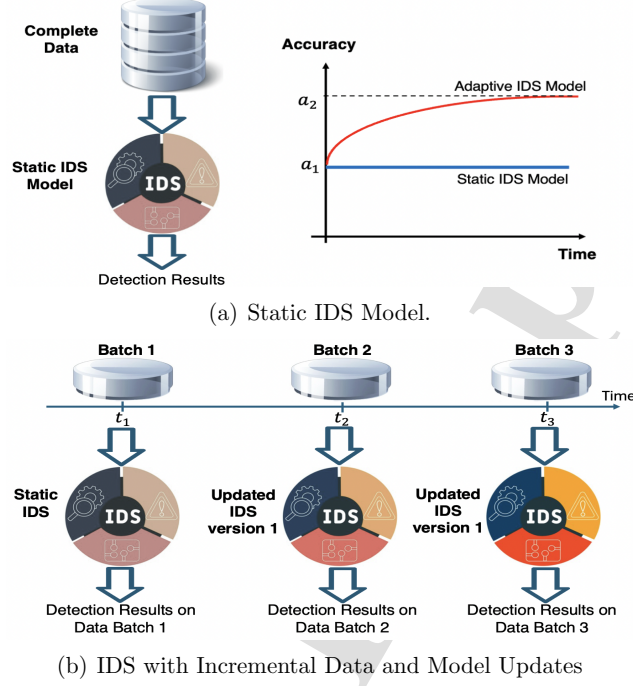 Complete
Data
Static IDS
Model
IDS
Detection Results
Accuracy
a2
Adaptive IDS Model
a1
Static IDS Model
Time
(a) Static IDS Model.
Batch 1
Batch 2
Batch 3
Time
t1
t2
t3
Static
IDS
IDS
Updated
IDS
version 1
IDS
Updated
IDS
version 1
IDS
Detection Results on
Data Batch 1
Detection Results on
Data Batch 2
Detection Results on
Data Batch 3
(b) IDS with Incremental Data and Model Updates